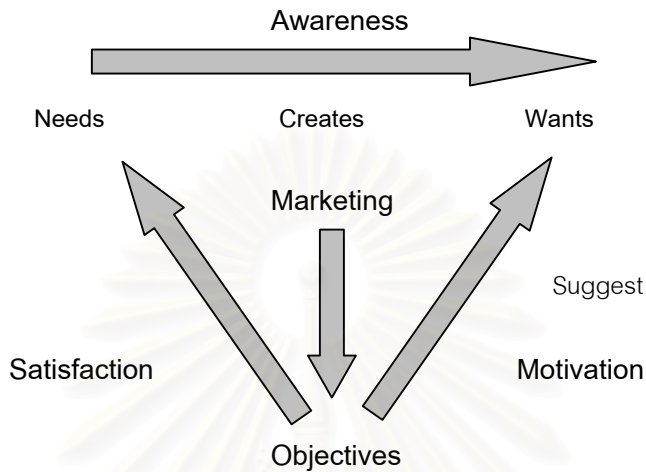 Awareness
Needs Creates Wants
Marketing
Suggest
Satisfaction Motivation
Objectives